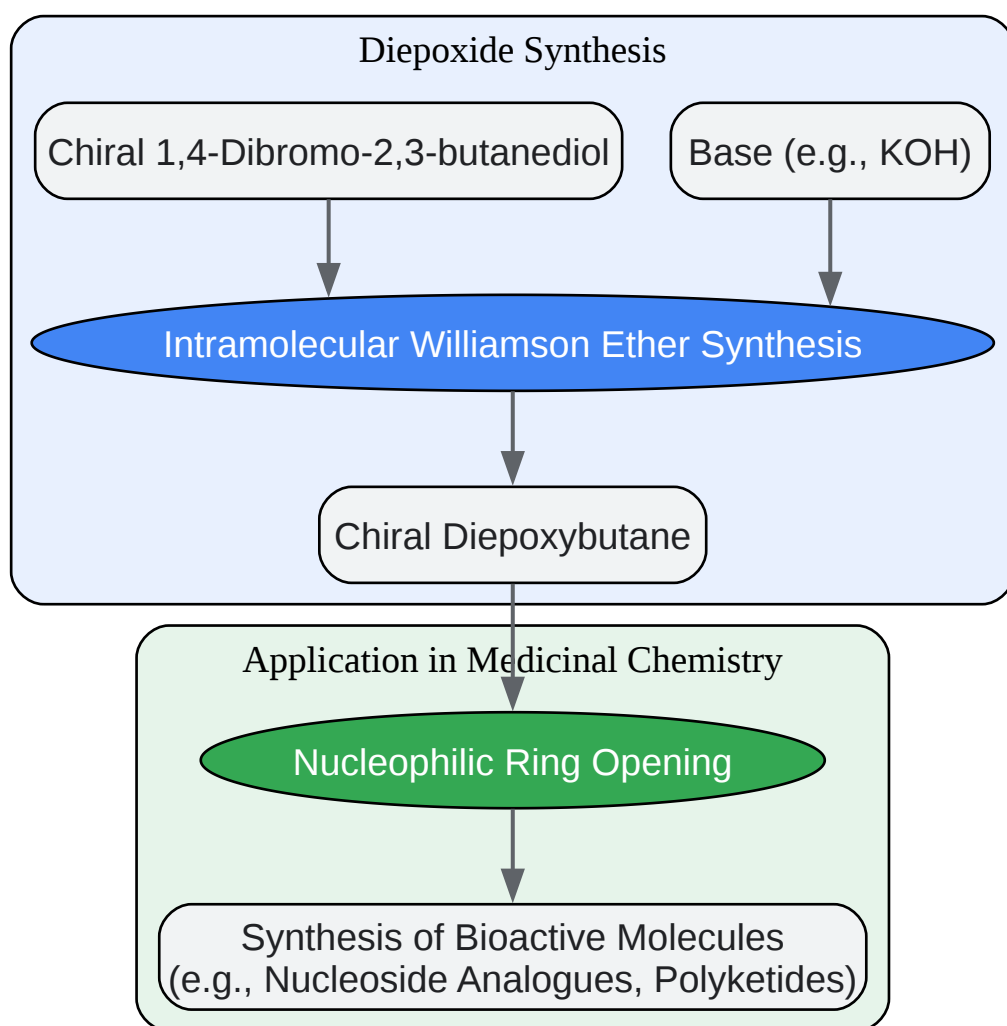 Diepoxide Synthesis
Chiral 1,4-Dibromo-2,3-butanediol
Base (e.g., KOH)
Intramolecular Williamson Ether Synthesis
Chiral Diepoxybutane
Application in Medicinal Chemistry
Nucleophilic Ring Opening
Synthesis of Bioactive Molecules
(e.g., Nucleoside Analogues, Polyketides)